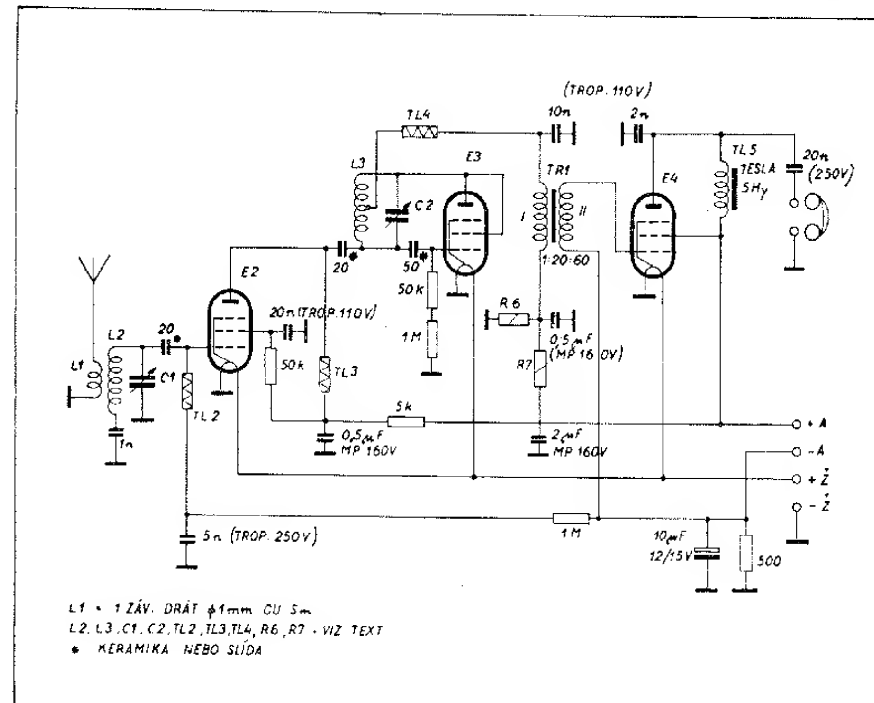 (TROP. 110V)
TL4
10n
2n
L3
E3
TR1
E4
TL5
TESLA
5Hy
20n
(250V)
C2
I
II
20*
50*
1:20:60
E2
50k
20n (TROP. 110V)
R6
0,5µF
(MP 160V)
20*
L2
L1
C1
50k
TL3
1M
R7
TL2
1n
5k
+ A
0,5µF
MP 160V
2µF
MP 160V
- A
+ Ž
- Ž
5n (TROP. 250V)
1M
10µF
12/15V
500
L1 = 1 ZÁV. DRÁT ϕ 1mm CU Sm
L2, L3, C1, C2, TL2, TL3, TL4, R6, R7 - VIZ TEXT
* KERAMIKA NEBO SLÍDA